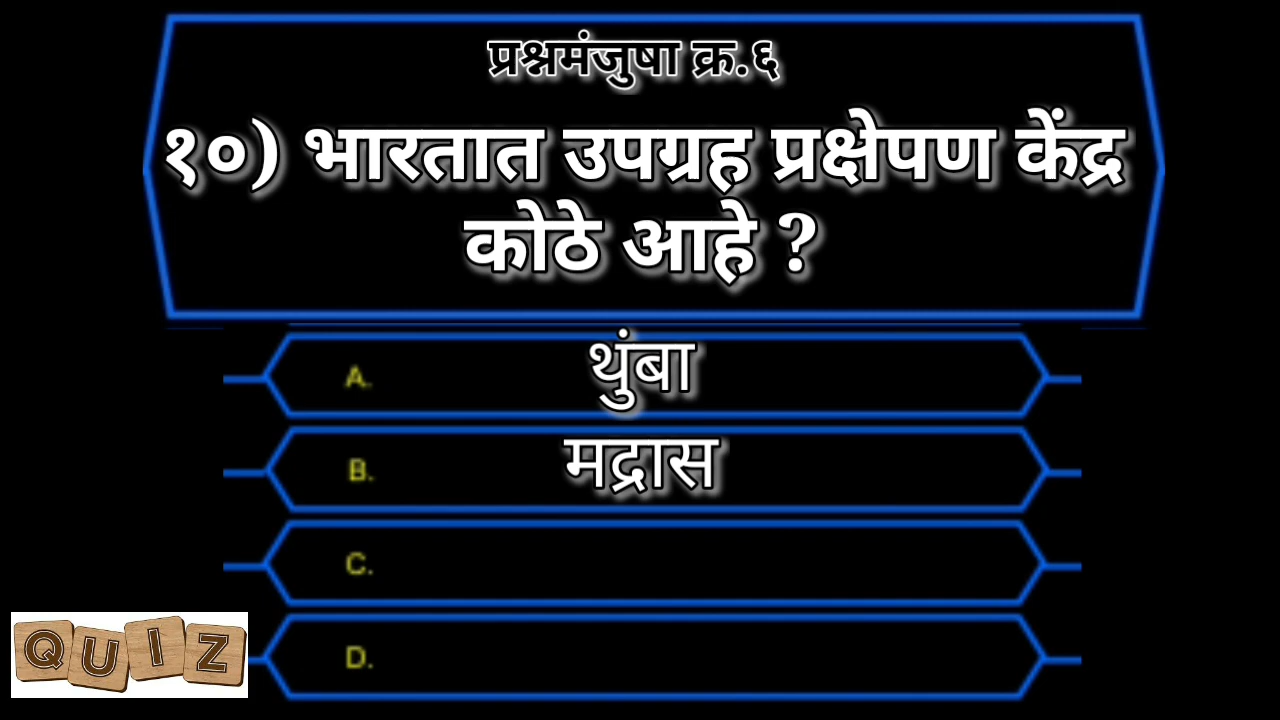 प्रश्नमंजुषा क्र.६
१०) भारतात उपग्रह प्रक्षेपण केंद्र
कोठे आहे ?
A. थुंबा
B. मद्रास
C.
D.
QUIZ